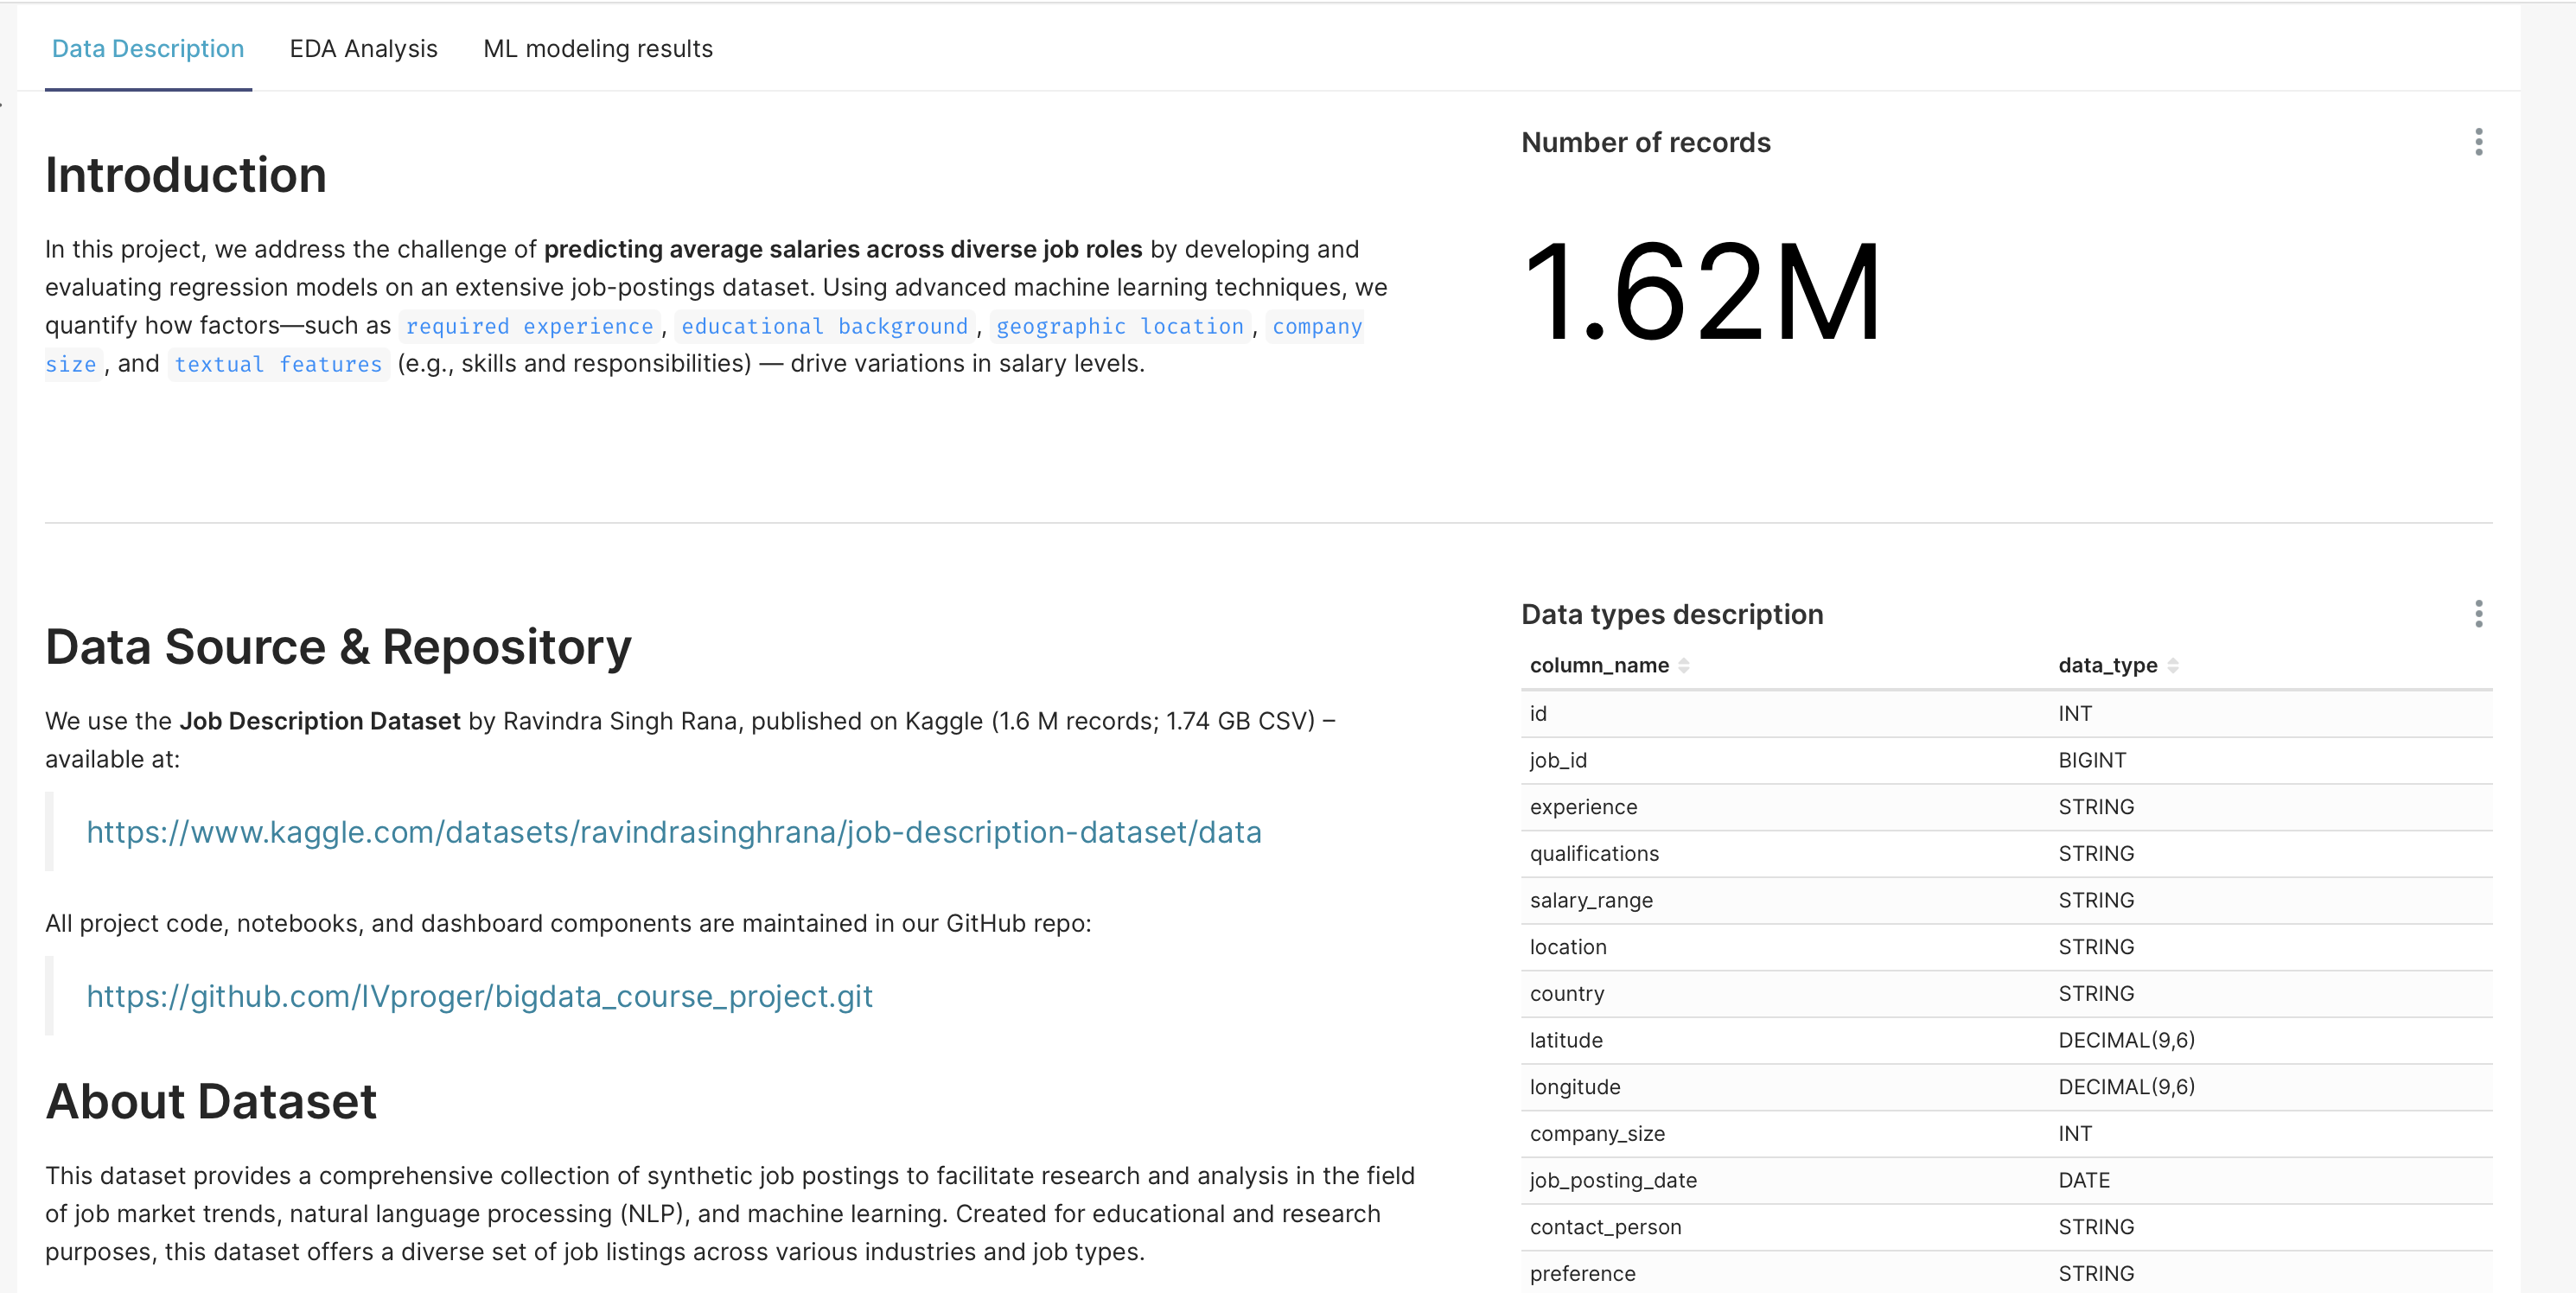 Data Description EDA Analysis ML modeling results
Introduction
In this project, we address the challenge of predicting average salaries across diverse job roles by developing and
evaluating regression models on an extensive job-postings dataset. Using advanced machine learning techniques, we
quantify how factors—such as required experience, educational background, geographic location, company
size, and textual features (e.g., skills and responsibilities) — drive variations in salary levels.
Number of records
1.62M
Data Source & Repository
We use the Job Description Dataset by Ravindra Singh Rana, published on Kaggle (1.6 M records; 1.74 GB CSV) –
available at:
https://www.kaggle.com/datasets/ravindrasinghrana/job-description-dataset/data
All project code, notebooks, and dashboard components are maintained in our GitHub repo:
https://github.com/IVproger/bigdata_course_project.git
About Dataset
This dataset provides a comprehensive collection of synthetic job postings to facilitate research and analysis in the field
of job market trends, natural language processing (NLP), and machine learning. Created for educational and research
purposes, this dataset offers a diverse set of job listings across various industries and job types.
Data types description
column_name data_type
id INT
job_id BIGINT
experience STRING
qualifications STRING
salary_range STRING
location STRING
country STRING
latitude DECIMAL(9,6)
longitude DECIMAL(9,6)
company_size INT
job_posting_date DATE
contact_person STRING
preference STRING